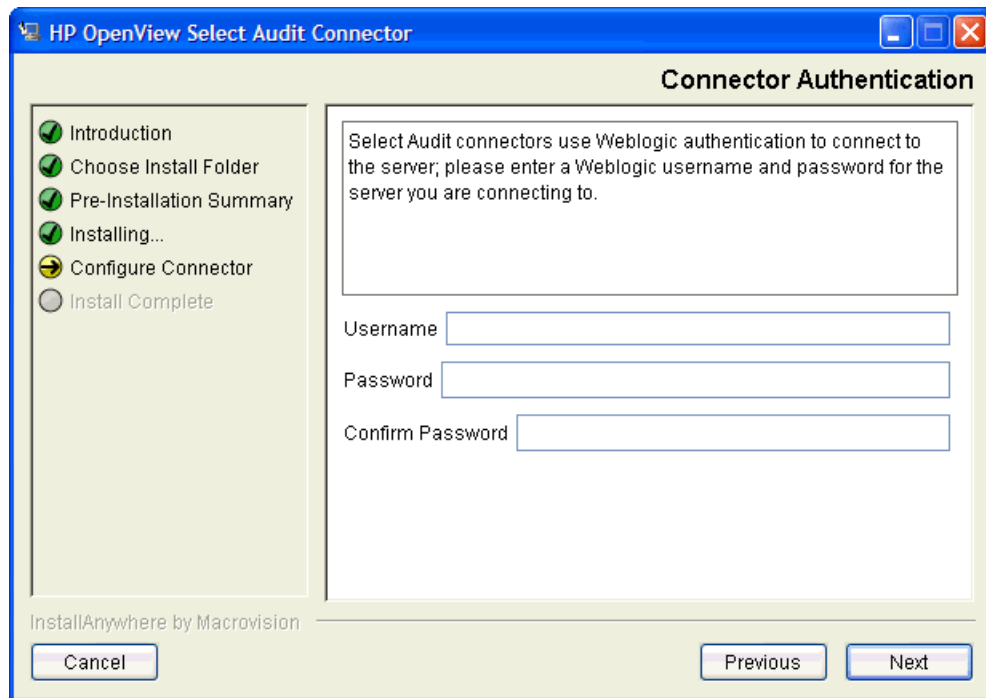 HP OpenView Select Audit Connector
Connector Authentication
Introduction
Choose Install Folder
Pre-Installation Summary
Installing...
Configure Connector
Install Complete
Select Audit connectors use Weblogic authentication to connect to
the server; please enter a Weblogic username and password for the
server you are connecting to.
Username
Password
Confirm Password
InstallAnywhere by Macrovision
Cancel
Previous
Next